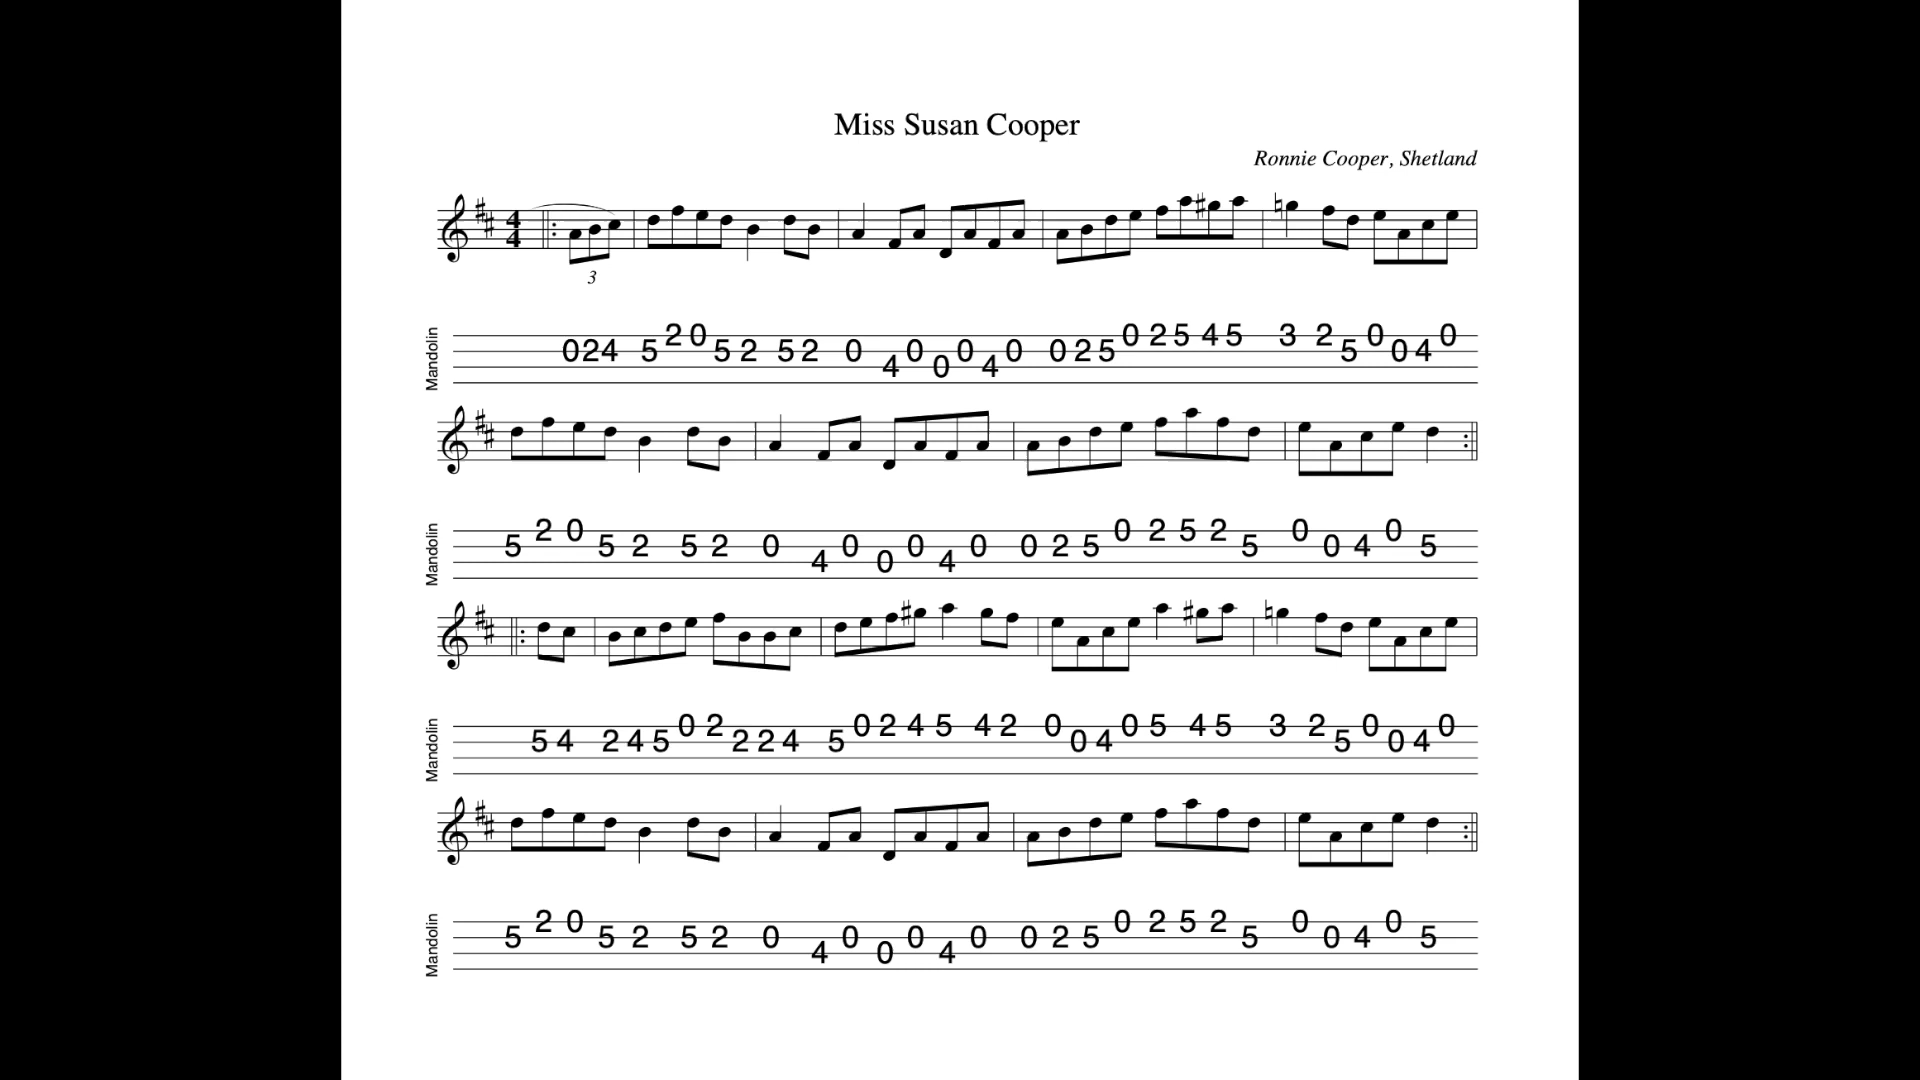 Miss Susan Cooper
Ronnie Cooper, Shetland
4
4
3
Mandolin
0 2 4 5 2 0 5 2 5 2 0 4 0 0 0 4 0 0 2 5 0 2 5 4 5 3 2 5 0 0 4 0
Mandolin
5 2 0 5 2 5 2 0 4 0 0 0 4 0 0 2 5 0 2 5 2 5 0 0 4 0 5
Mandolin
5 4 2 4 5 0 2 2 2 4 5 0 2 4 5 4 2 0 0 4 0 5 4 5 3 2 5 0 0 4 0
Mandolin
5 2 0 5 2 5 2 0 4 0 0 0 4 0 0 2 5 0 2 5 2 5 0 0 4 0 5